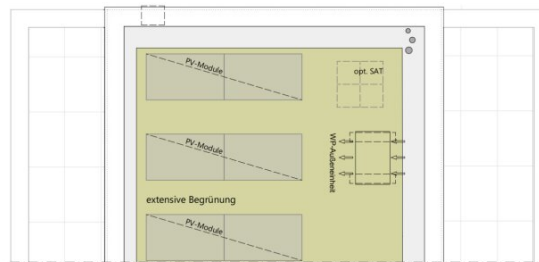 PV-Module
opt. SAT
PV-Module
WP-Außeneinheit
extensive Begrünung
PV-Module